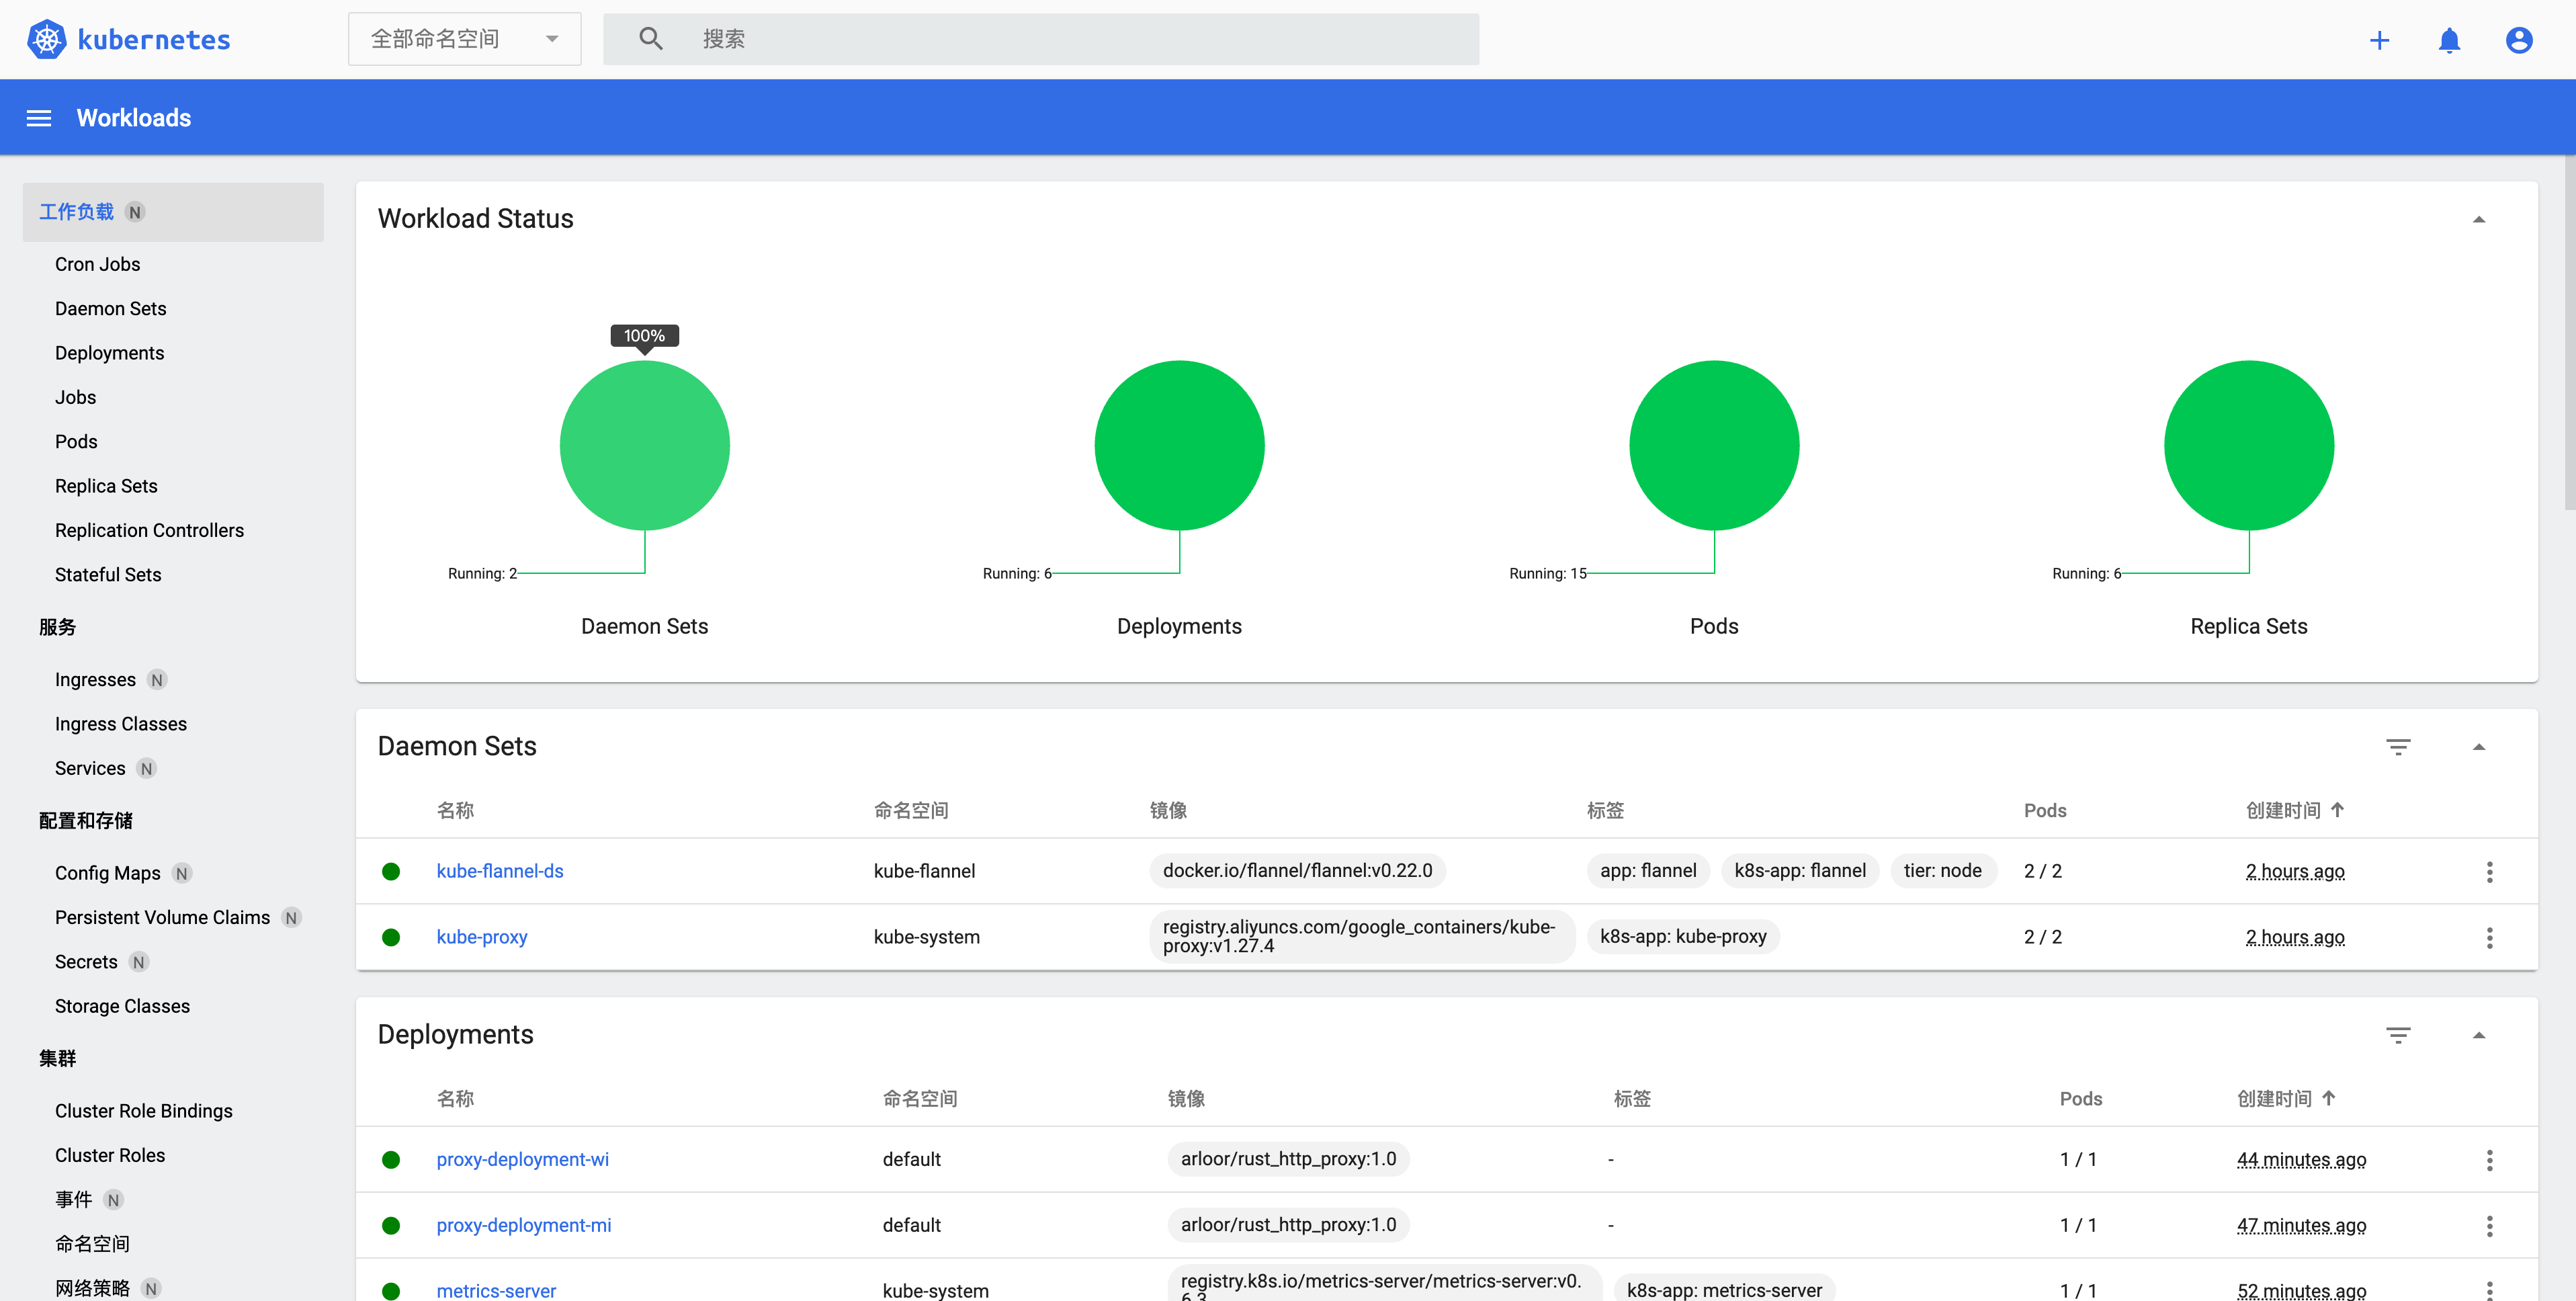 kubernetes
全部命名空间
搜索
Workloads
工作负载 N
Cron Jobs
Daemon Sets
Deployments
Jobs
Pods
Replica Sets
Replication Controllers
Stateful Sets
服务
Ingresses N
Ingress Classes
Services N
配置和存储
Config Maps N
Persistent Volume Claims N
Secrets N
Storage Classes
集群
Cluster Role Bindings
Cluster Roles
事件 N
命名空间
网络策略 N
Workload Status
100%
Running: 2
Running: 6
Running: 15
Running: 6
Daemon Sets
Deployments
Pods
Replica Sets
Daemon Sets
名称 命名空间 镜像 标签 Pods 创建时间
kube-flannel-ds kube-flannel docker.io/flannel/flannel:v0.22.0 app: flannel k8s-app: flannel tier: node 2 / 2 2 hours ago
kube-proxy kube-system registry.aliyuncs.com/google_containers/kube-
proxy:v1.27.4 k8s-app: kube-proxy 2 / 2 2 hours ago
Deployments
名称 命名空间 镜像 标签 Pods 创建时间
proxy-deployment-wi default arloor/rust_http_proxy:1.0 - 1 / 1 44 minutes ago
proxy-deployment-mi default arloor/rust_http_proxy:1.0 - 1 / 1 47 minutes ago
metrics-server kube-system registry.k8s.io/metrics-server/metrics-server:v0.
6.3 k8s-app: metrics-server 1 / 1 52 minutes ago